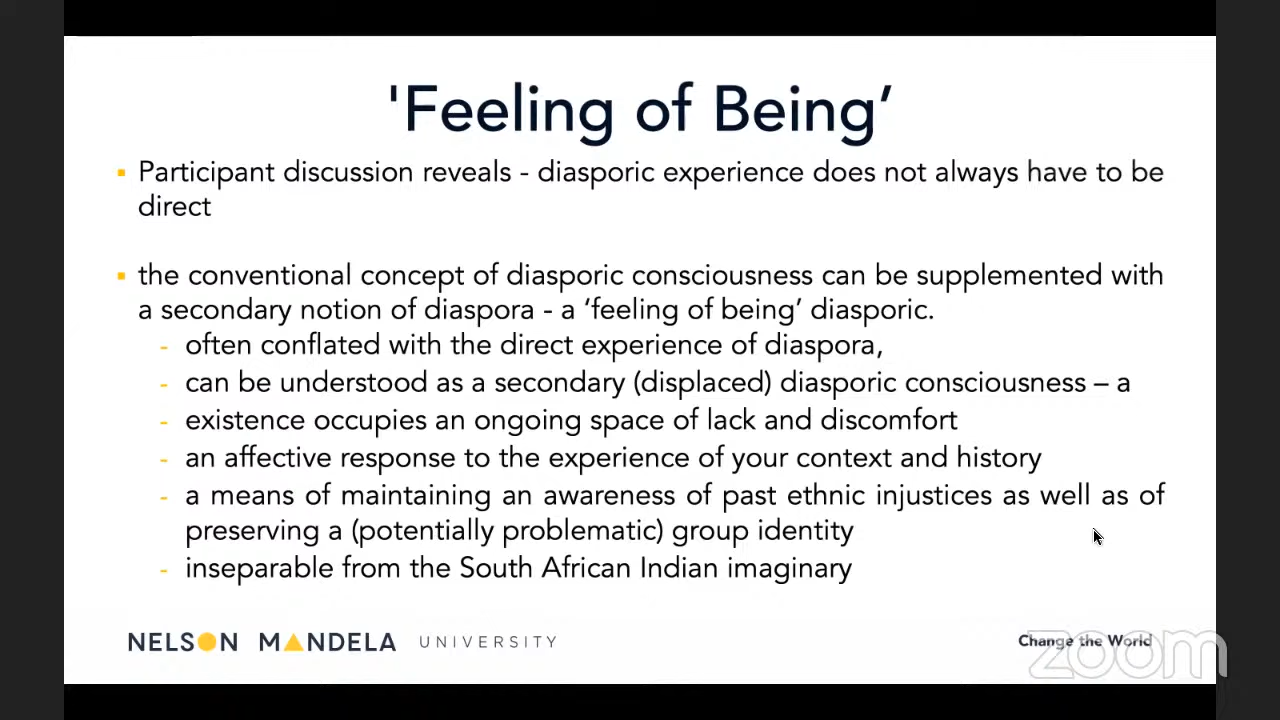 'Feeling of Being’
▪ Participant discussion reveals - diasporic experience does not always have to be
direct
▪ the conventional concept of diasporic consciousness can be supplemented with
a secondary notion of diaspora - a ‘feeling of being’ diasporic.
- often conflated with the direct experience of diaspora,
- can be understood as a secondary (displaced) diasporic consciousness – a
- existence occupies an ongoing space of lack and discomfort
- an affective response to the experience of your context and history
- a means of maintaining an awareness of past ethnic injustices as well as of
preserving a (potentially problematic) group identity
- inseparable from the South African Indian imaginary
NELSON MANDELA UNIVERSITY
Change the World
zoom